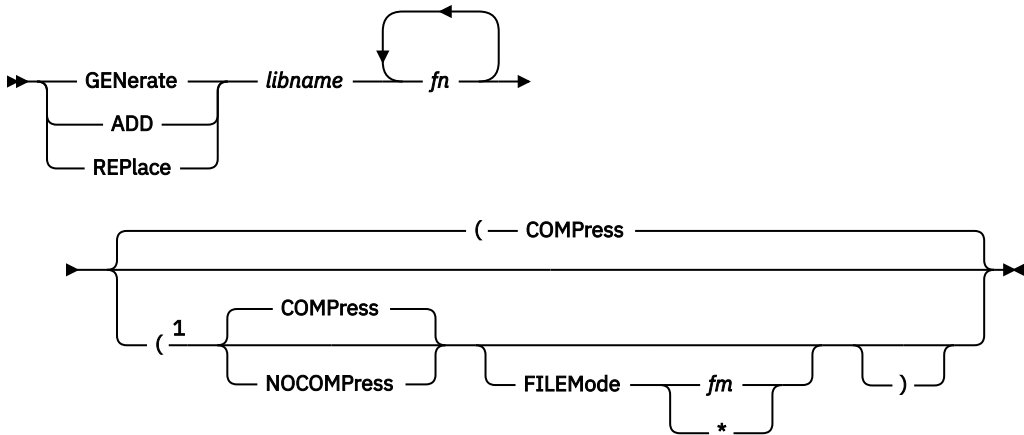 GENerate libname fn
ADD
REPlace
( COMPress
COMPress
( 1
NOCOMPress FILEMode fm )
*